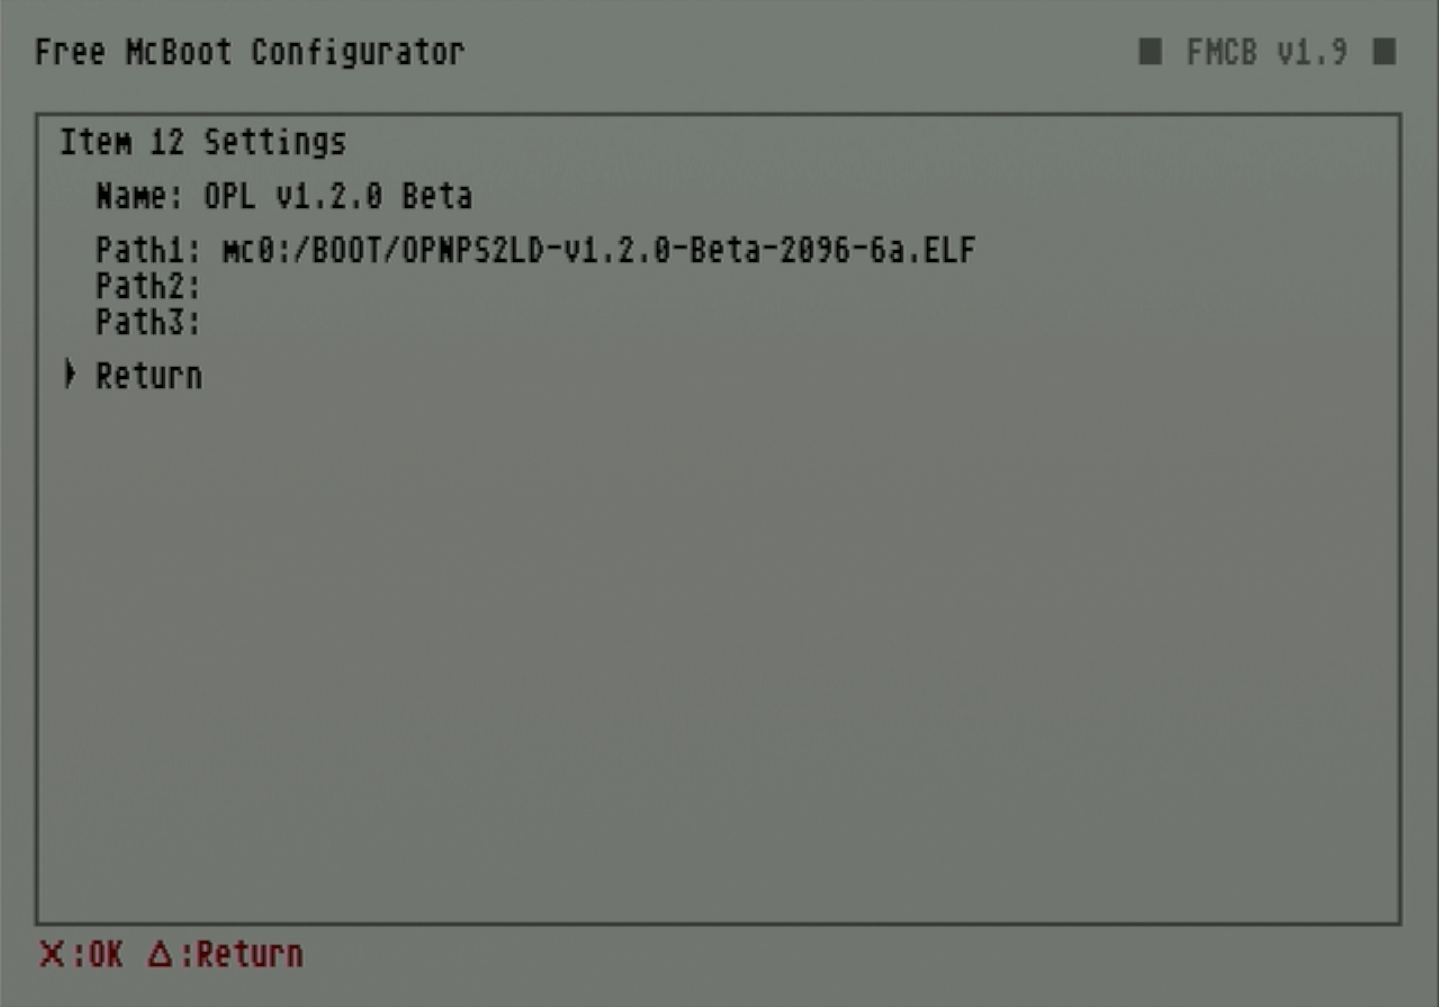 Free McBoot Configurator ■ FMCB v1.9 ■
Item 12 Settings
Name: OPL v1.2.0 Beta
Path1: mc0:/BOOT/OPNPS2LD-v1.2.0-Beta-2096-6a.ELF
Path2:
Path3:
Return
X:OK △:Return